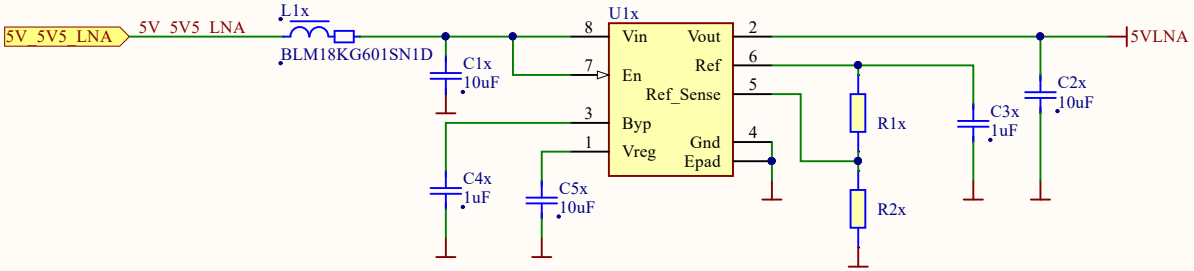 L1x
U1x
5V_5V5_LNA
5V_5V5_LNA
BLM18KG601SN1D
8
Vin
Vout
2
5VLNA
7
En
Ref
6
Ref_Sense
5
C1x
10uF
C2x
10uF
3
Byp
R1x
C3x
1uF
1
Vreg
Gnd
4
Epad
C4x
1uF
C5x
10uF
R2x